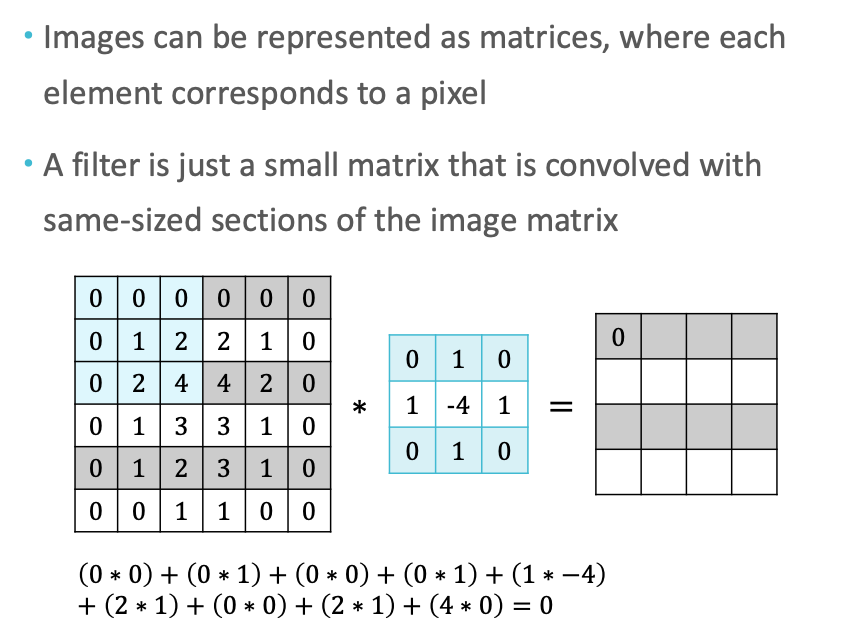 • Images can be represented as matrices, where each
element corresponds to a pixel
• A filter is just a small matrix that is convolved with
same-sized sections of the image matrix
0 0 0 0 0 0
0 1 2 2 1 0
0 2 4 4 2 0
0 1 3 3 1 0
0 1 2 3 1 0
0 0 1 1 0 0
*
0 1 0
1 -4 1
0 1 0
=
0
(0 * 0) + (0 * 1) + (0 * 0) + (0 * 1) + (1 * −4)
+ (2 * 1) + (0 * 0) + (2 * 1) + (4 * 0) = 0